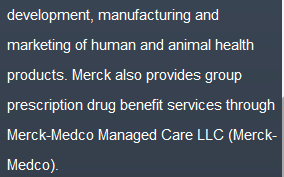 development, manufacturing and
marketing of human and animal health
products. Merck also provides group
prescription drug benefit services through
Merck-Medco Managed Care LLC (Merck-
Medco).